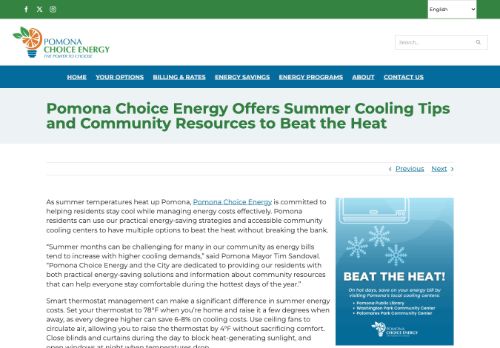 English
Search...
POMONA
CHOICE ENERGY
THE POWER TO CHOOSE
HOME YOUR OPTIONS BILLING & RATES ENERGY SAVINGS ENERGY PROGRAMS ABOUT CONTACT US
Pomona Choice Energy Offers Summer Cooling Tips
and Community Resources to Beat the Heat
Previous Next
As summer temperatures heat up Pomona, Pomona Choice Energy is committed to
helping residents stay cool while managing energy costs effectively. Pomona
residents can use our practical energy-saving strategies and accessible community
cooling centers to have multiple options to beat the heat without breaking the bank.
“Summer months can be challenging for many in our community as energy bills
tend to increase with higher cooling demands,” said Pomona Mayor Tim Sandoval.
“Pomona Choice Energy and the City are dedicated to providing our residents with
both practical energy-saving solutions and information about community resources
that can help everyone stay comfortable during the hottest days of the year.”
Smart thermostat management can make a significant difference in summer energy
costs. Set your thermostat to 78°F when you’re home and raise it a few degrees when
away, as every degree higher can save 6-8% on cooling costs. Use ceiling fans to
circulate air, allowing you to raise the thermostat by 4°F without sacrificing comfort.
Close blinds and curtains during the day to block heat-generating sunlight, and
open windows at night when temperatures drop.
BEAT THE HEAT!
On hot days, save on your energy bill by
visiting Pomona's local cooling centers:
Pomona Public Library
Washington Park Community Center
Palomares Park Community Center
POMONA
CHOICE ENERGY